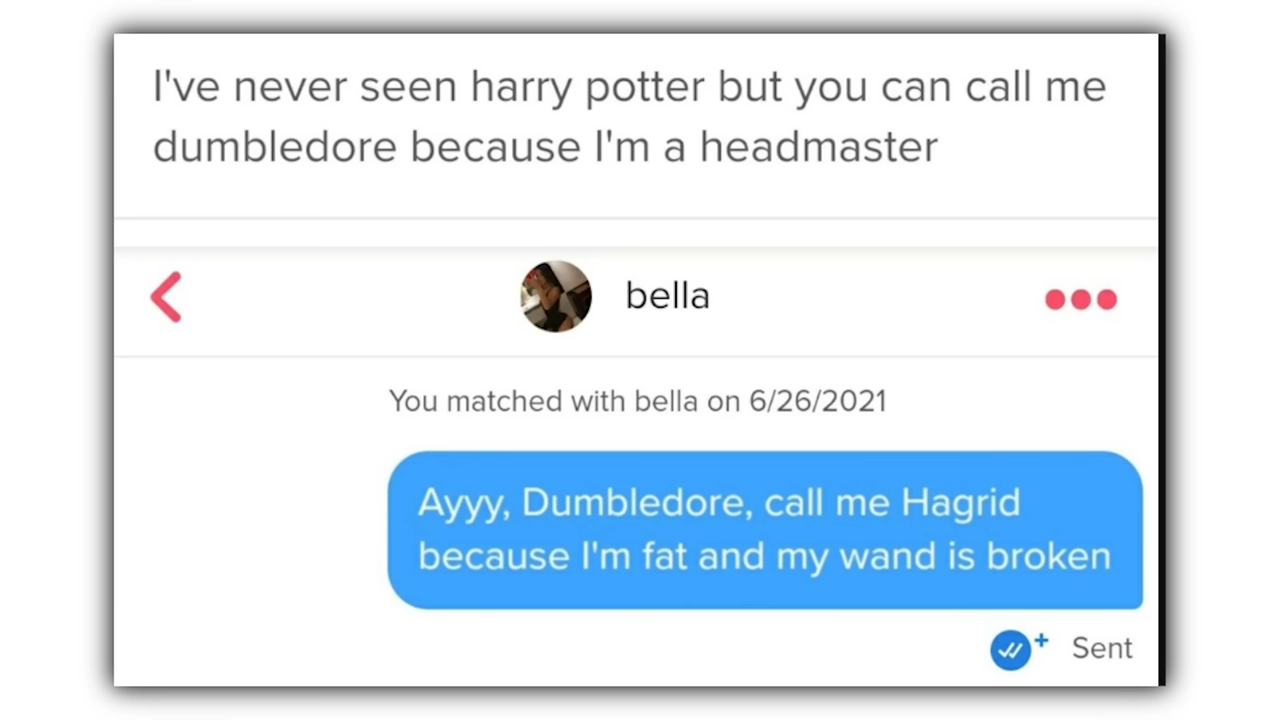 I've never seen harry potter but you can call me
dumbledore because I'm a headmaster
bella
You matched with bella on 6/26/2021
Ayyy, Dumbledore, call me Hagrid
because I'm fat and my wand is broken
Sent